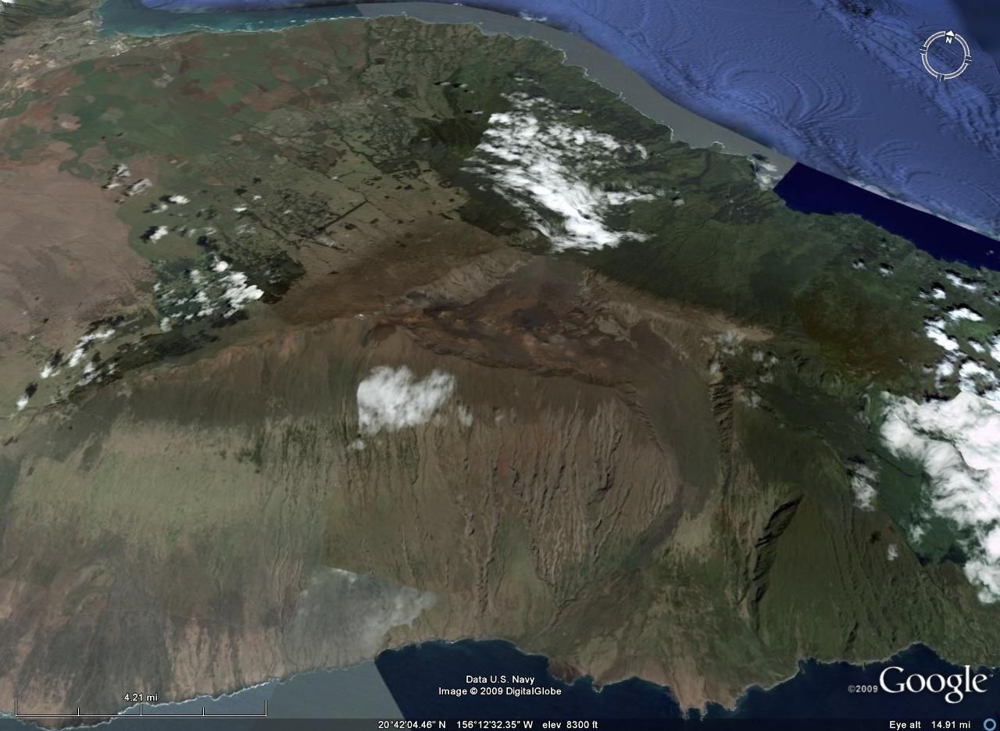 N
4.21 mi
Data U.S. Navy
Image © 2009 DigitalGlobe
©2009 Google™
20°42'04.46" N 156°12'32.35" W elev 8300 ft
Eye alt 14.91 mi